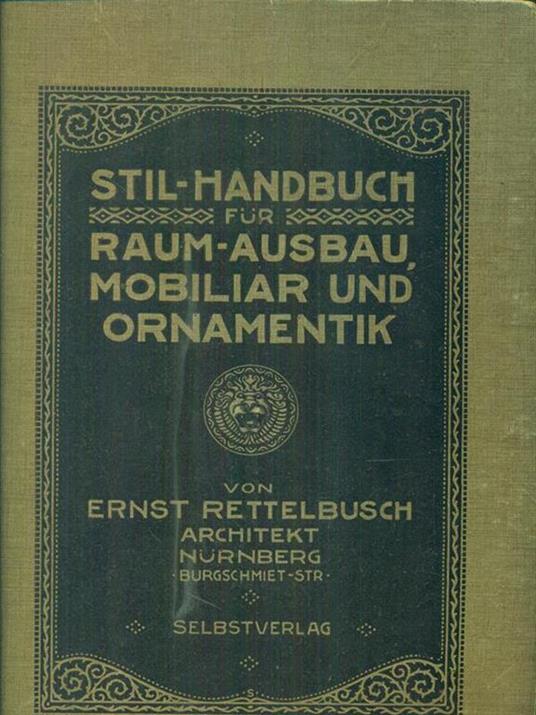 STIL-HANDBUCH
FÜR
RAUM-AUSBAU,
MOBILIAR UND
ORNAMENTIK
VON
ERNST RETTELBUSCH
ARCHITEKT
NÜRNBERG
·BURGSCHMIET-STR·
SELBSTVERLAG
S